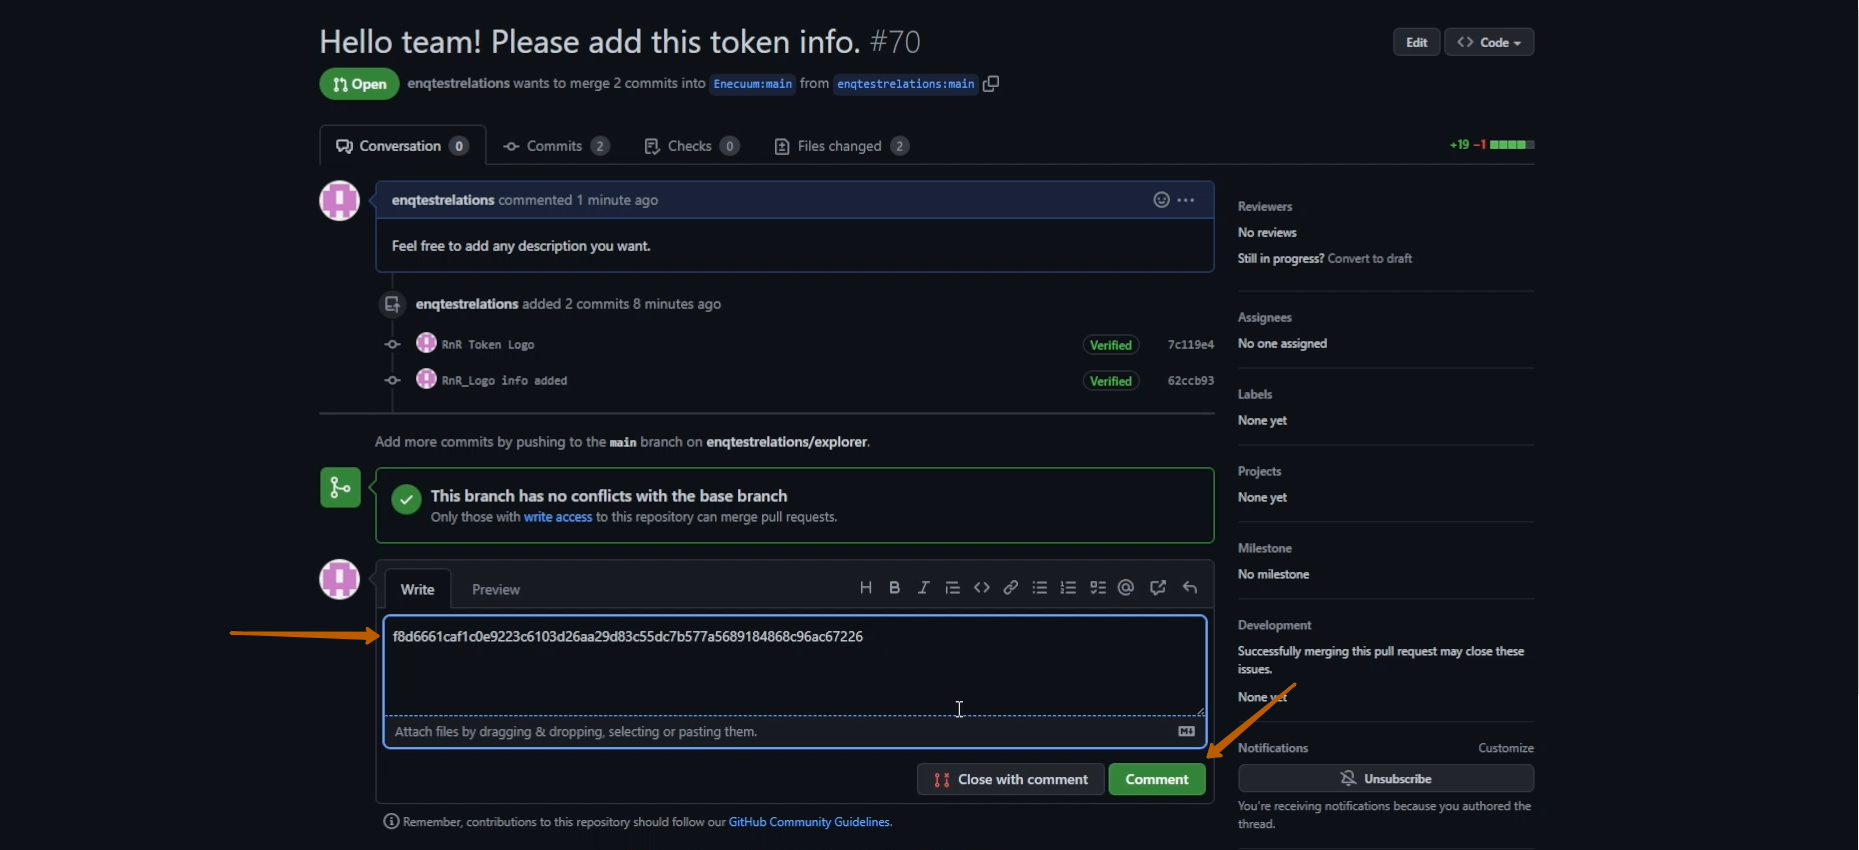 Hello team! Please add this token info. #70
Edit
<> Code
Open
enqtestrelations wants to merge 2 commits into Enecuum:main from enqtestrelations:main
Conversation 0
Commits 2
Checks 0
Files changed 2
+19 −1
enqtestrelations commented 1 minute ago
Feel free to add any description you want.
enqtestrelations added 2 commits 8 minutes ago
RnR Token Logo
Verified
7c119e4
RnR_Logo info added
Verified
62ccb93
Add more commits by pushing to the main branch on enqtestrelations/explorer.
This branch has no conflicts with the base branch
Only those with write access to this repository can merge pull requests.
Write
Preview
H B I
f8d6661caf1c0e9223c6103d26aa29d83c55dc7b577a5689184868c96ac67226
Attach files by dragging & dropping, selecting or pasting them.
Close with comment
Comment
Remember, contributions to this repository should follow our GitHub Community Guidelines.
Reviewers
No reviews
Still in progress? Convert to draft
Assignees
No one assigned
Labels
None yet
Projects
None yet
Milestone
No milestone
Development
Successfully merging this pull request may close these
issues.
None yet
Notifications
Customize
Unsubscribe
You're receiving notifications because you authored the
thread.